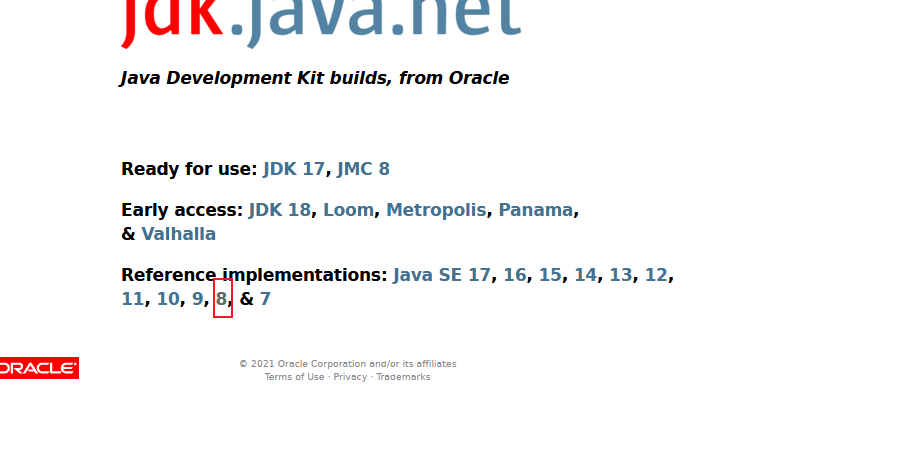 jdk.java.net
Java Development Kit builds, from Oracle
Ready for use: JDK 17, JMC 8
Early access: JDK 18, Loom, Metropolis, Panama,
& Valhalla
Reference implementations: Java SE 17, 16, 15, 14, 13, 12,
11, 10, 9, 8, & 7
ORACLE
© 2021 Oracle Corporation and/or its affiliates
Terms of Use · Privacy · Trademarks